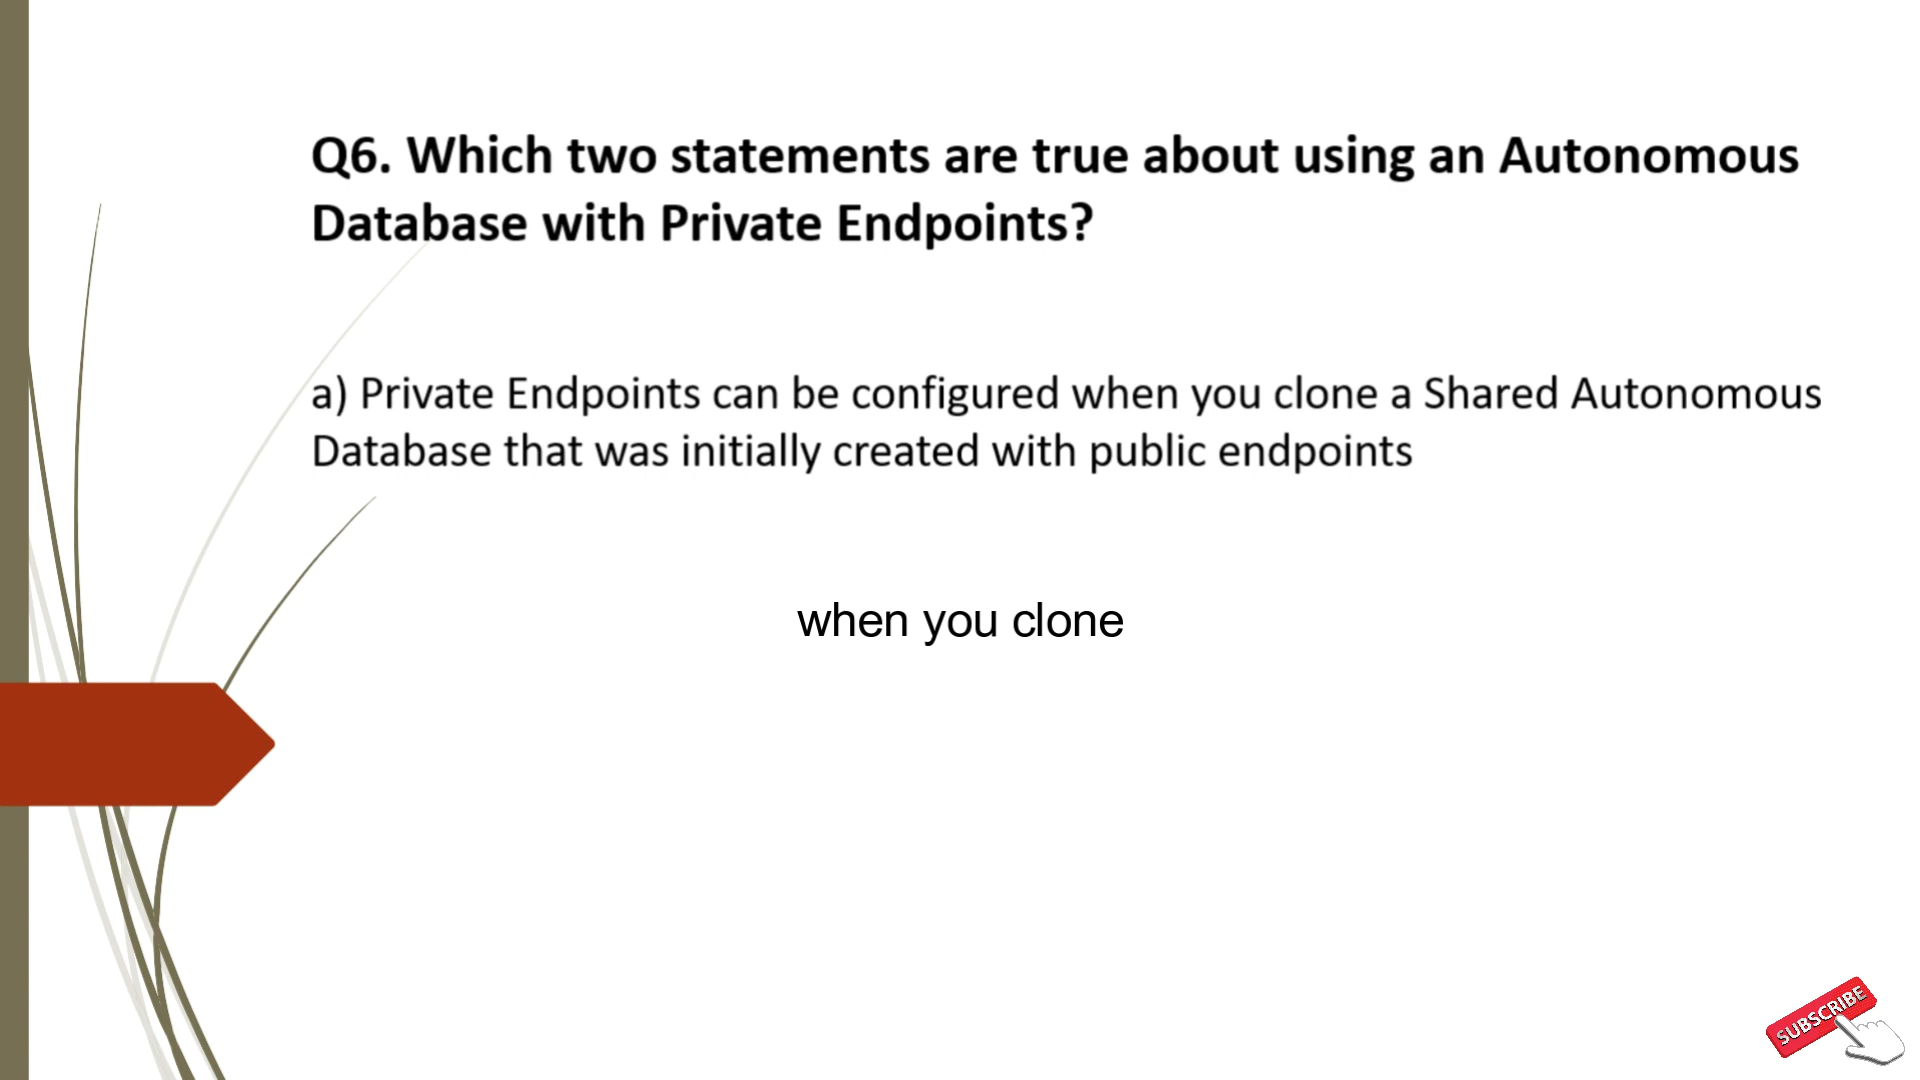 Q6. Which two statements are true about using an Autonomous
Database with Private Endpoints?
a) Private Endpoints can be configured when you clone a Shared Autonomous
Database that was initially created with public endpoints
when you clone
SUBSCRIBE